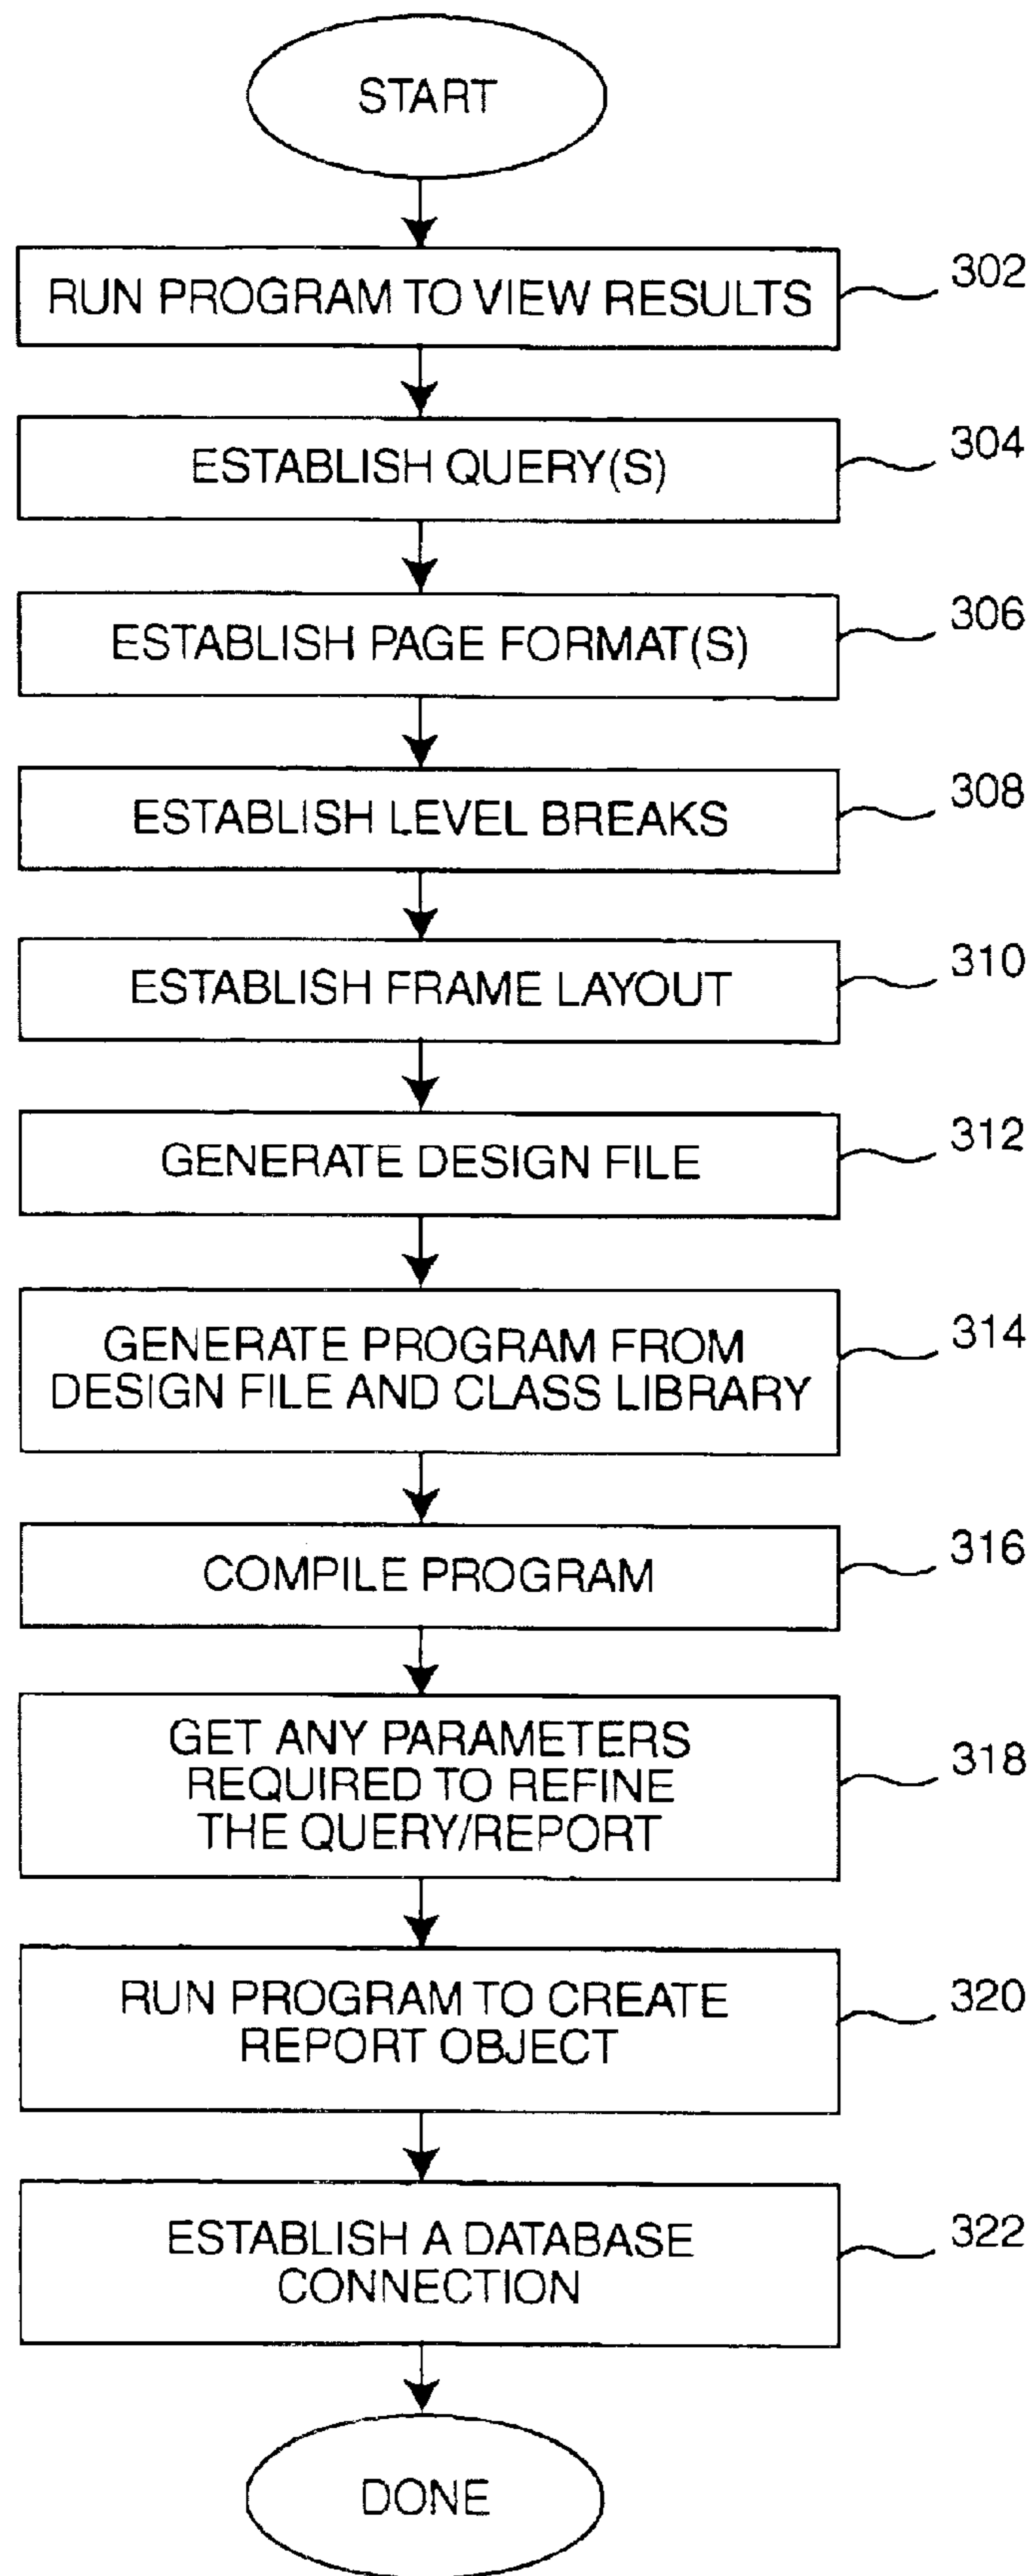 START
RUN PROGRAM TO VIEW RESULTS
302
ESTABLISH QUERY(S)
304
ESTABLISH PAGE FORMAT(S)
306
ESTABLISH LEVEL BREAKS
308
ESTABLISH FRAME LAYOUT
310
GENERATE DESIGN FILE
312
GENERATE PROGRAM FROM
DESIGN FILE AND CLASS LIBRARY
314
COMPILE PROGRAM
316
GET ANY PARAMETERS
REQUIRED TO REFINE
THE QUERY/REPORT
318
RUN PROGRAM TO CREATE
REPORT OBJECT
320
ESTABLISH A DATABASE
CONNECTION
322
DONE